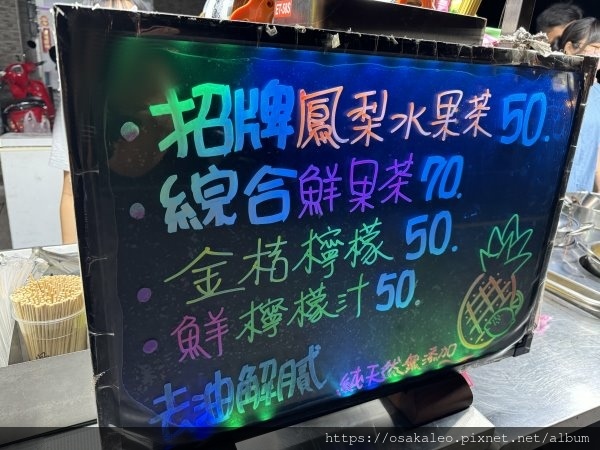 ET-5KS
招牌鳳梨水果茶 50.
綜合鮮果茶 70.
金桔檸檬 50.
鮮檸檬汁 50.
去油解膩 純天然無添加
https://osakaleo.pixnet.net/album